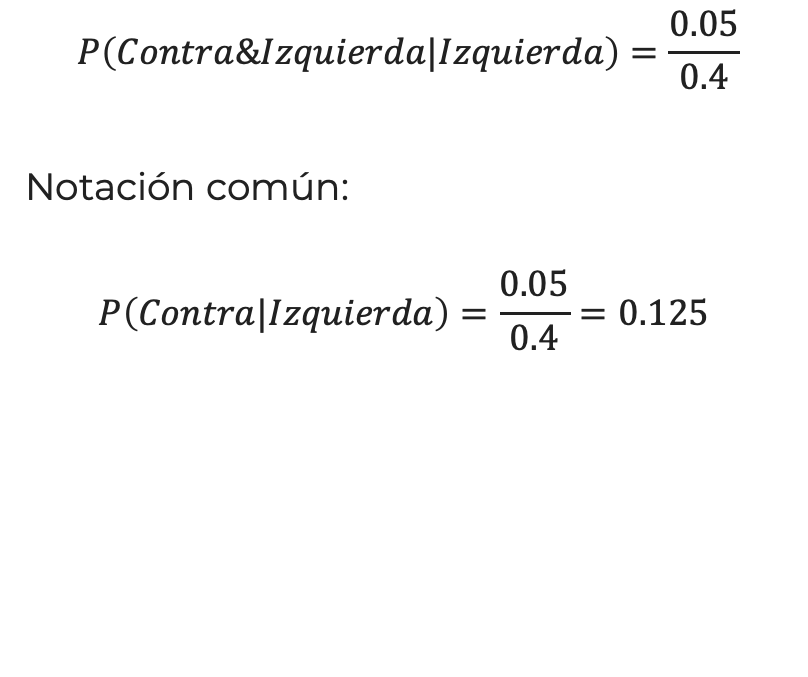 P(Contra&Izquierda|Izquierda) = 0.05/0.4
Notación común:
P(Contra|Izquierda) = 0.05/0.4 = 0.125